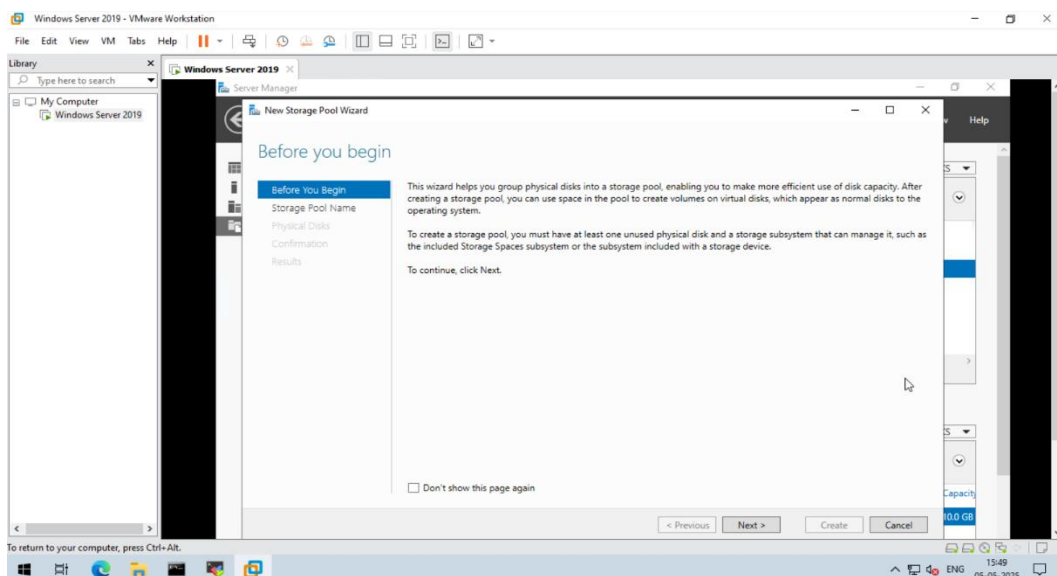 Windows Server 2019 - VMware Workstation
File Edit View VM Tabs Help
Library
Type here to search
My Computer
Windows Server 2019
Windows Server 2019
Server Manager
New Storage Pool Wizard
Help
Before you begin
Before You Begin
Storage Pool Name
Physical Disks
Confirmation
Results
This wizard helps you group physical disks into a storage pool, enabling you to make more efficient use of disk capacity. After
creating a storage pool, you can use space in the pool to create volumes on virtual disks, which appear as normal disks to the
operating system.
To create a storage pool, you must have at least one unused physical disk and a storage subsystem that can manage it, such as
the included Storage Spaces subsystem or the subsystem included with a storage device.
To continue, click Next.
Don't show this page again
< Previous Next > Create Cancel
Capacity
10.0 GB
To return to your computer, press Ctrl+Alt.
ENG
15:49
05-05-2025